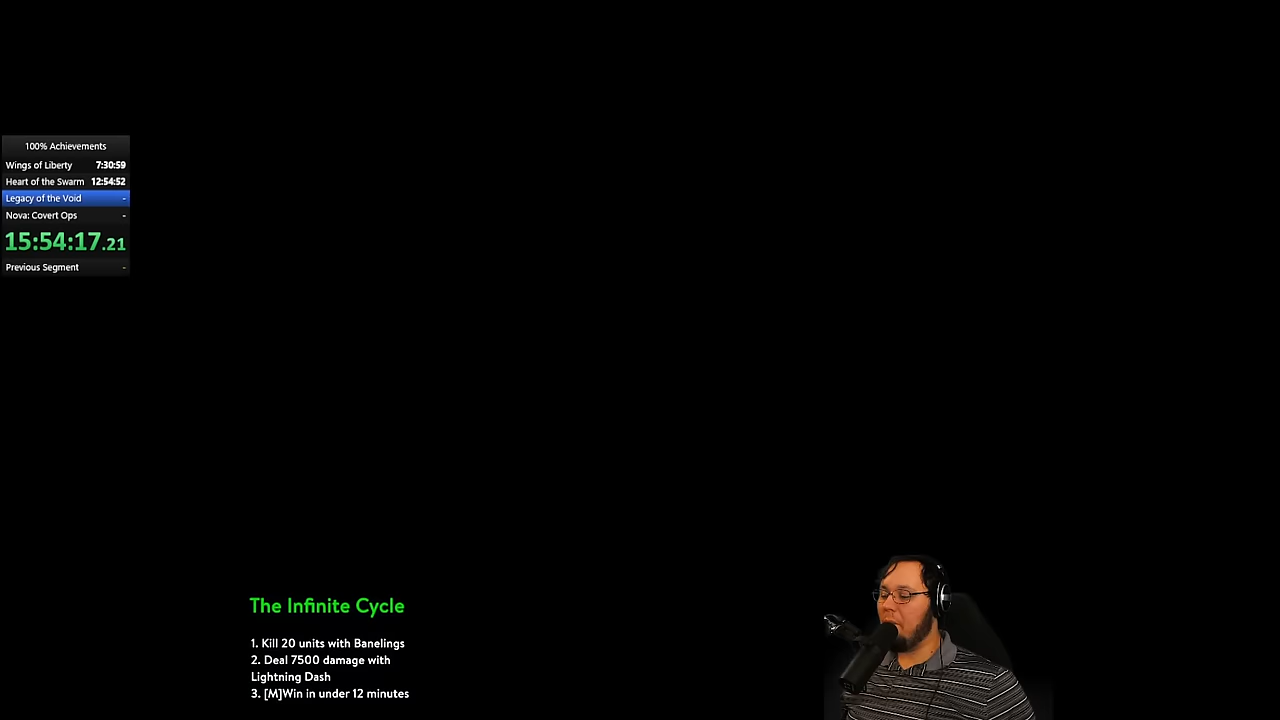 100% Achievements
Wings of Liberty 7:30:59
Heart of the Swarm 12:54:52
Legacy of the Void -
Nova: Covert Ops -
15:54:17.21
Previous Segment -
The Infinite Cycle
1. Kill 20 units with Banelings
2. Deal 7500 damage with
Lightning Dash
3. [M]Win in under 12 minutes